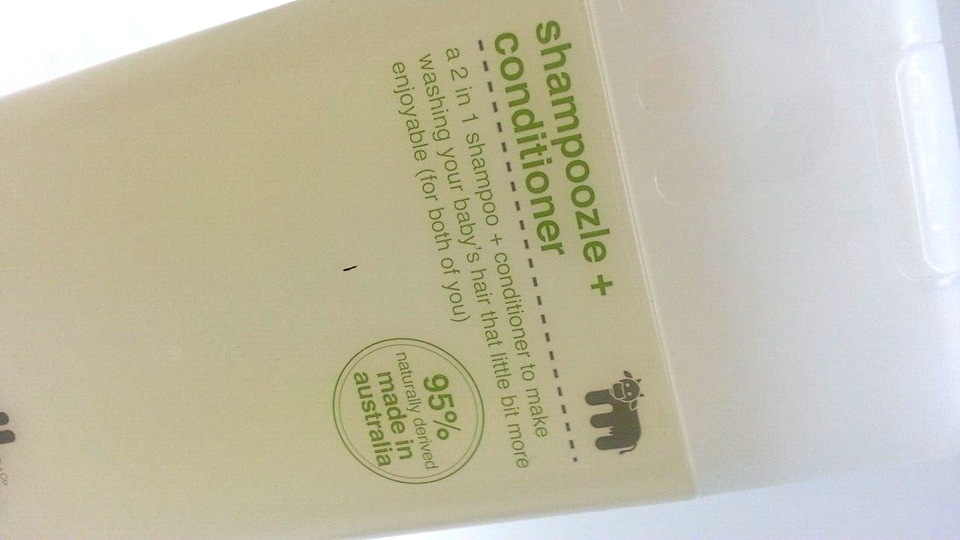 shampoozle +
conditioner
a 2 in 1 shampoo + conditioner to make
washing your baby's hair that little bit more
enjoyable (for both of you)
95%
naturally derived
made in
australia